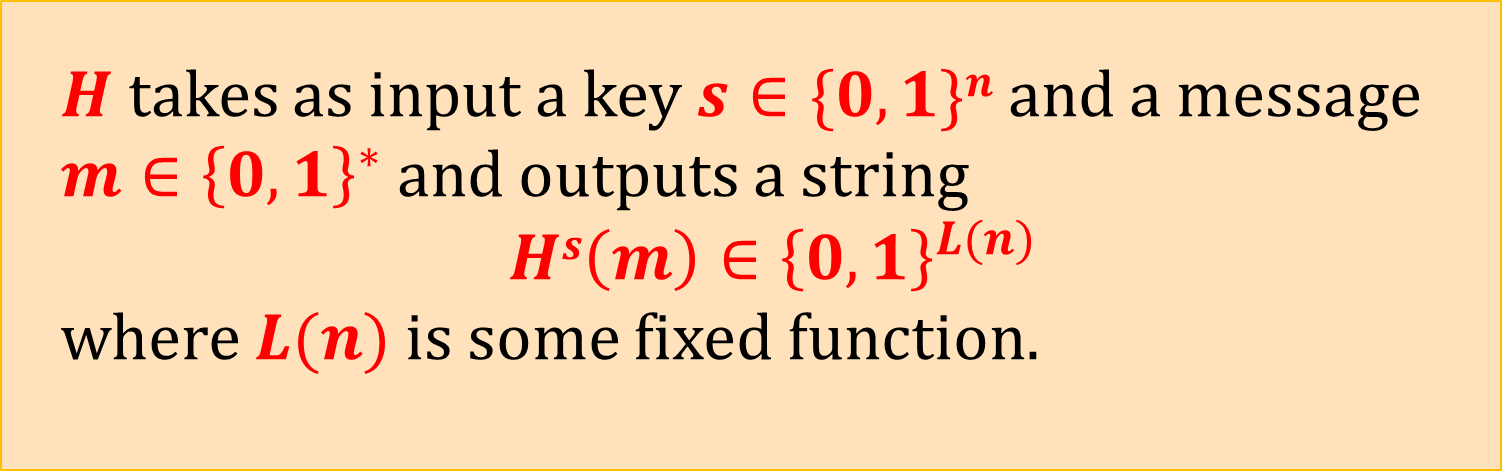 H takes as input a key s ∈ {0, 1}ⁿ and a message
m ∈ {0, 1}* and outputs a string
Hˢ(m) ∈ {0, 1}ᴸ⁽ⁿ⁾
where L(n) is some fixed function.